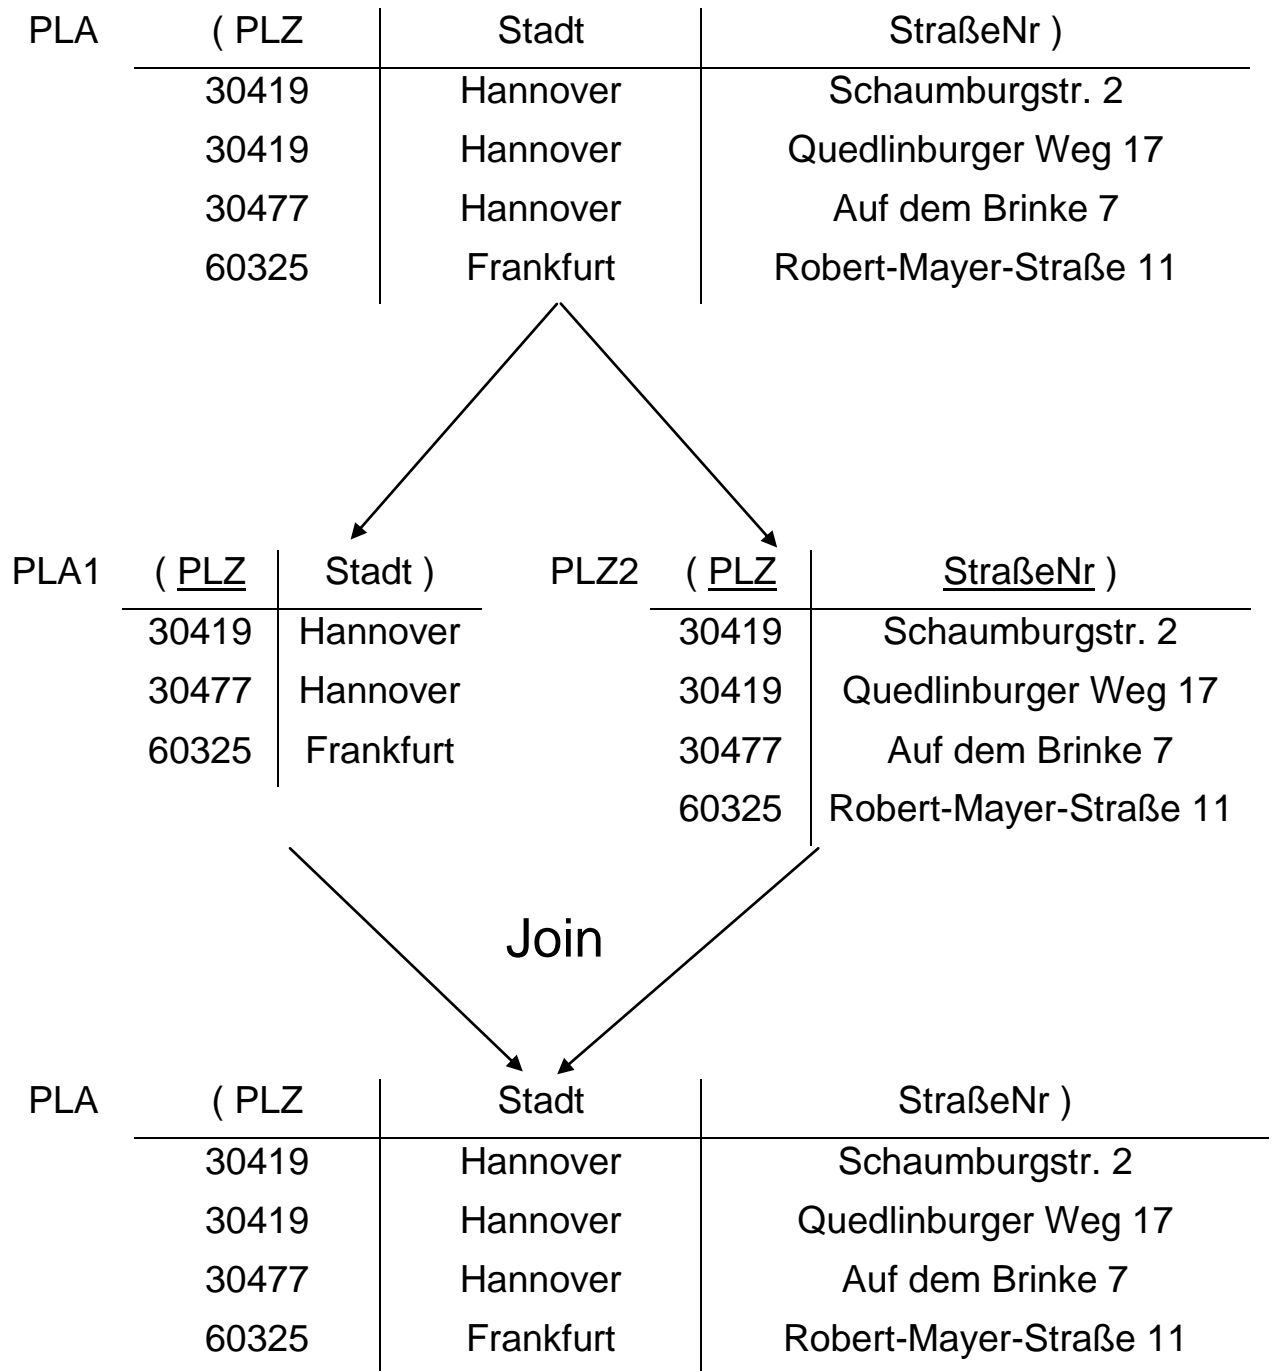 PLA ( PLZ Stadt StraßeNr )
30419 Hannover Schaumburgstr. 2
30419 Hannover Quedlinburger Weg 17
30477 Hannover Auf dem Brinke 7
60325 Frankfurt Robert-Mayer-Straße 11
PLA1 ( PLZ Stadt ) PLZ2 ( PLZ StraßeNr )
30419 Hannover 30419 Schaumburgstr. 2
30477 Hannover 30419 Quedlinburger Weg 17
60325 Frankfurt 30477 Auf dem Brinke 7
60325 Robert-Mayer-Straße 11
Join
PLA ( PLZ Stadt StraßeNr )
30419 Hannover Schaumburgstr. 2
30419 Hannover Quedlinburger Weg 17
30477 Hannover Auf dem Brinke 7
60325 Frankfurt Robert-Mayer-Straße 11